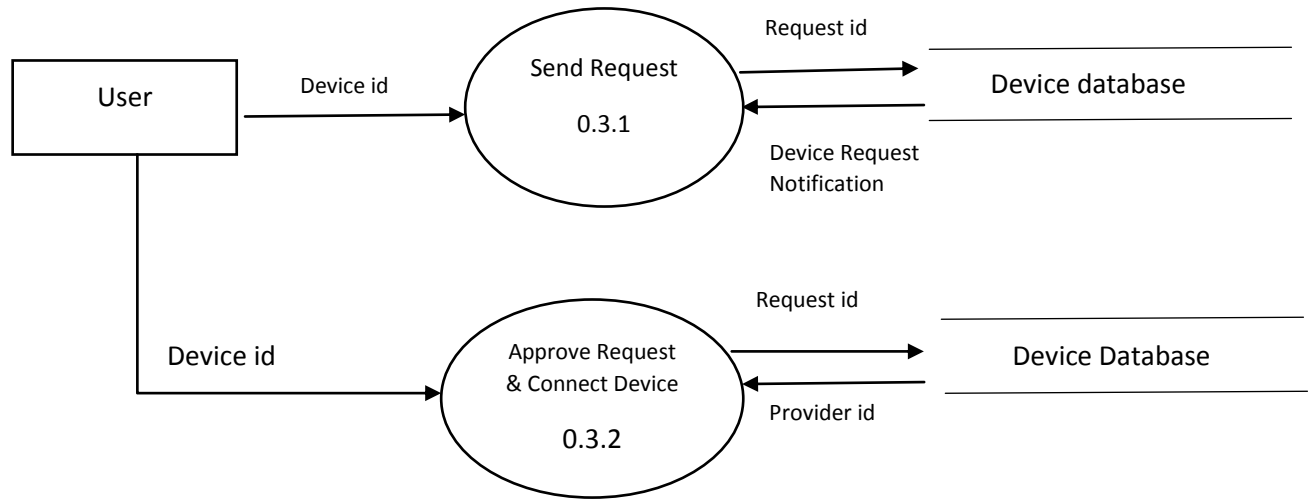 User
Device id
Send Request
0.3.1
Request id
Device database
Device Request
Notification
Device id
Approve Request
& Connect Device
0.3.2
Request id
Device Database
Provider id